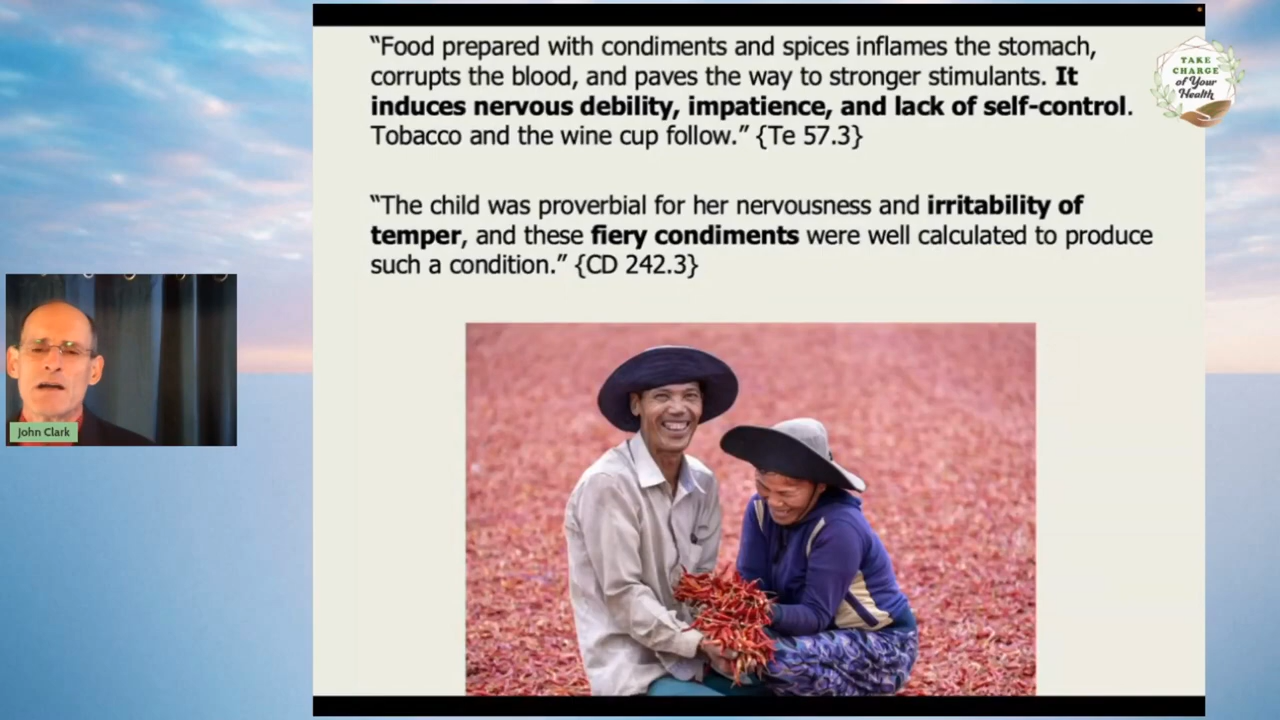 “Food prepared with condiments and spices inflames the stomach,
corrupts the blood, and paves the way to stronger stimulants. It
induces nervous debility, impatience, and lack of self-control.
Tobacco and the wine cup follow.” {Te 57.3}
“The child was proverbial for her nervousness and irritability of
temper, and these fiery condiments were well calculated to produce
such a condition.” {CD 242.3}
TAKE
CHARGE
of Your
Health
John Clark